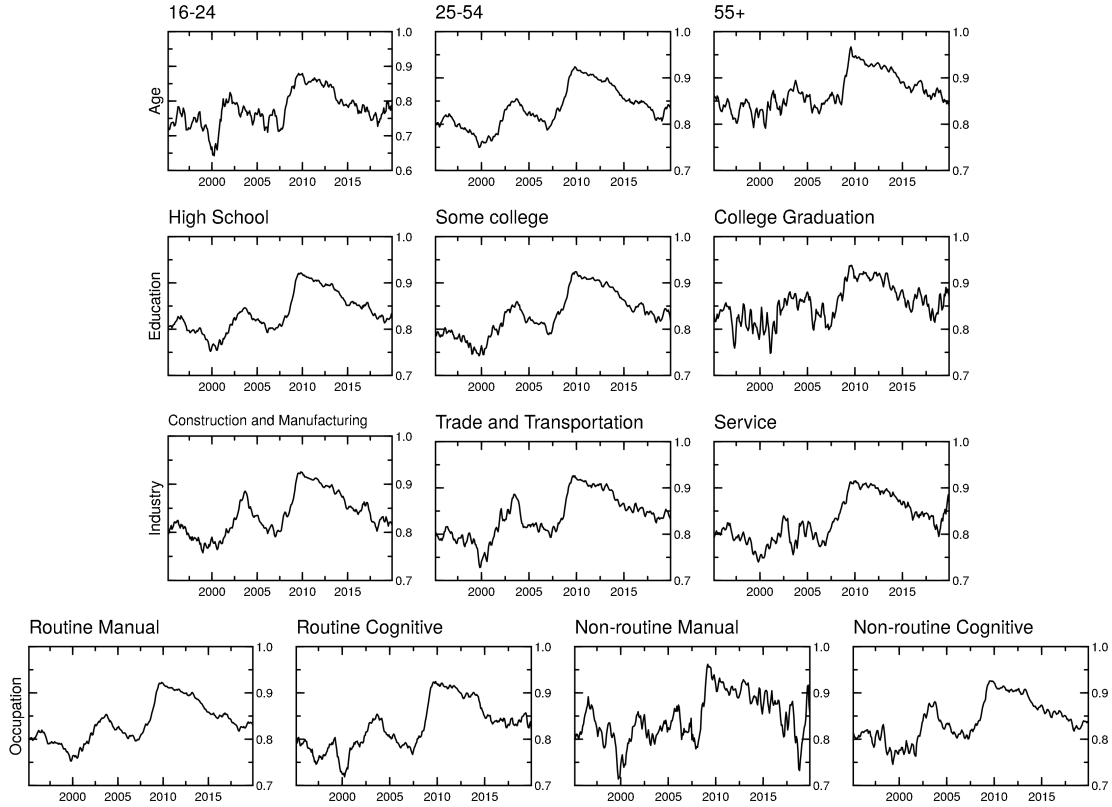 16-24 25-54 55+
Age
1.0 1.0 1.0
0.9 0.9 0.9
0.8 0.8 0.8
0.7
0.6 0.7 0.7
2000 2005 2010 2015 2000 2005 2010 2015 2000 2005 2010 2015
High School Some college College Graduation
Education
1.0 1.0 1.0
0.9 0.9 0.9
0.8 0.8 0.8
0.7 0.7 0.7
2000 2005 2010 2015 2000 2005 2010 2015 2000 2005 2010 2015
Construction and Manufacturing Trade and Transportation Service
Industry
1.0 1.0 1.0
0.9 0.9 0.9
0.8 0.8 0.8
0.7 0.7 0.7
2000 2005 2010 2015 2000 2005 2010 2015 2000 2005 2010 2015
Routine Manual Routine Cognitive Non-routine Manual Non-routine Cognitive
Occupation
1.0 1.0 1.0 1.0
0.9 0.9 0.9 0.9
0.8 0.8 0.8 0.8
0.7 0.7 0.7 0.7
2000 2005 2010 2015 2000 2005 2010 2015 2000 2005 2010 2015 2000 2005 2010 2015